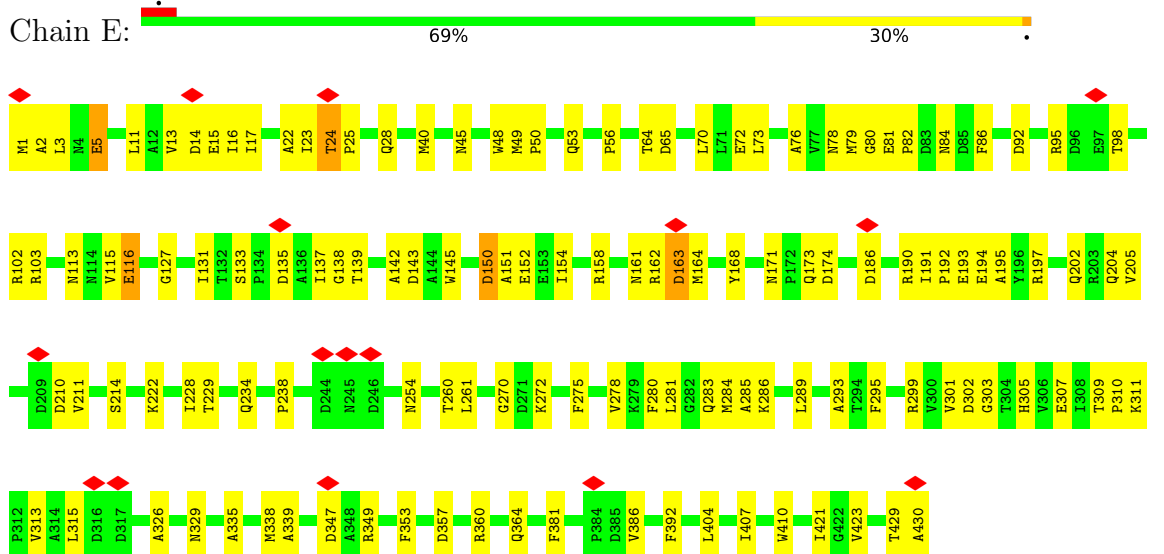 Chain E:
69% 30%
M1 A2 L3 N4 E5 L11 A12 V13 D14 E15 I16 I17 A22 I23 T24 P25 Q28 M40 N45 W48 M49 P50 Q53 P56 T64 D65 L70 L71 E72 L73 A76 V77 N78 M79 G80 E81 P82 D83 N84 D85 F86 D92 R95 D96 E97 T98
R102 R103 N113 N114 V115 E116 G127 I131 T132 S133 P134 D135 A136 I137 G138 T139 A142 D143 A144 W145 D150 A151 E152 E153 I154 R158 N161 R162 D163 M164 Y168 N171 P172 Q173 D174 D186 R190 I191 P192 E193 E194 A195 Y196 R197 Q202 R203 Q204 V205
D209 D210 V211 S214 K222 I228 T229 Q234 P238 D244 N245 D246 N254 T260 L261 G270 D271 K272 F275 V278 K279 F280 L281 G282 Q283 M284 A285 K286 L289 A293 T294 F295 R299 V300 V301 D302 G303 T304 H305 V306 E307 I308 T309 P310 K311
P312 V313 A314 L315 D316 D317 A326 N329 A335 M338 A339 D347 A348 R349 F353 D357 R360 Q364 F381 P384 D385 V386 F392 L404 I407 W410 I421 G422 V423 T429 A430